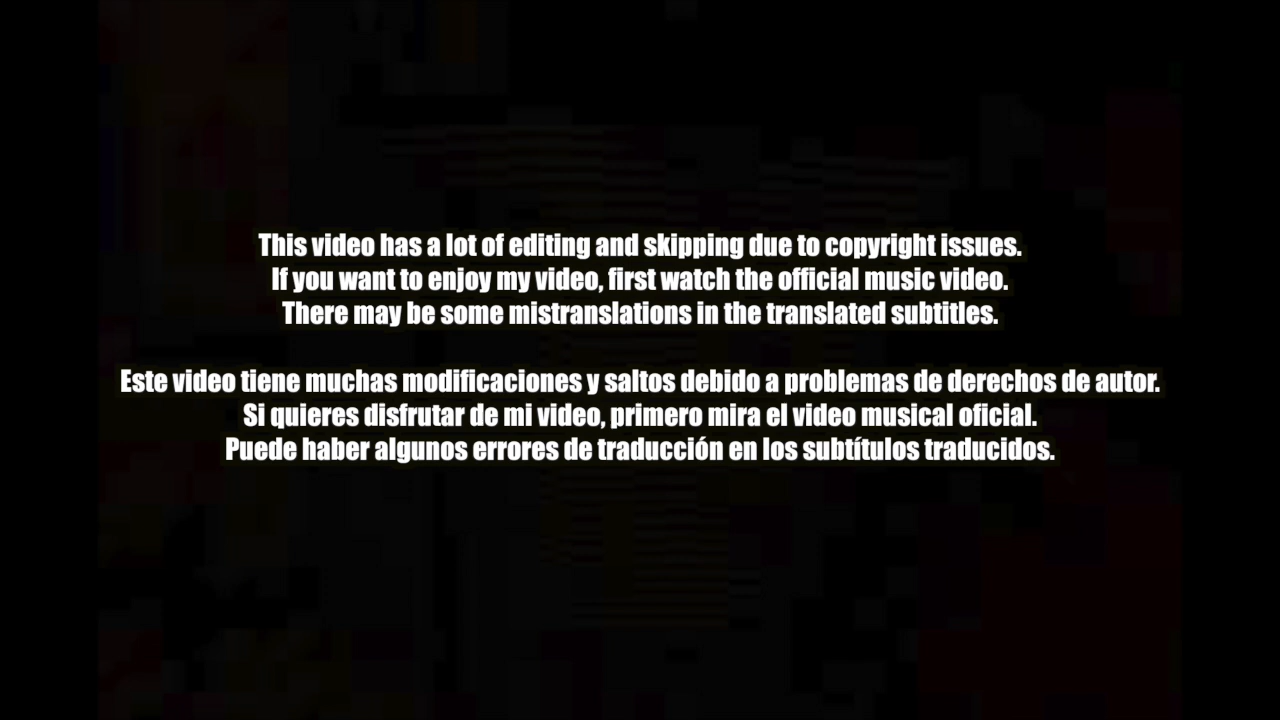 This video has a lot of editing and skipping due to copyright issues.
If you want to enjoy my video, first watch the official music video.
There may be some mistranslations in the translated subtitles.
Este video tiene muchas modificaciones y saltos debido a problemas de derechos de autor.
Si quieres disfrutar de mi video, primero mira el video musical oficial.
Puede haber algunos errores de traducción en los subtítulos traducidos.